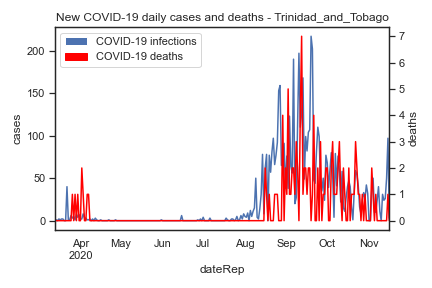 New COVID-19 daily cases and deaths - Trinidad_and_Tobago
COVID-19 infections
COVID-19 deaths
cases
200
150
100
50
0
deaths
7
6
5
4
3
2
1
0
Apr May Jun Jul Aug Sep Oct Nov
2020
dateRep